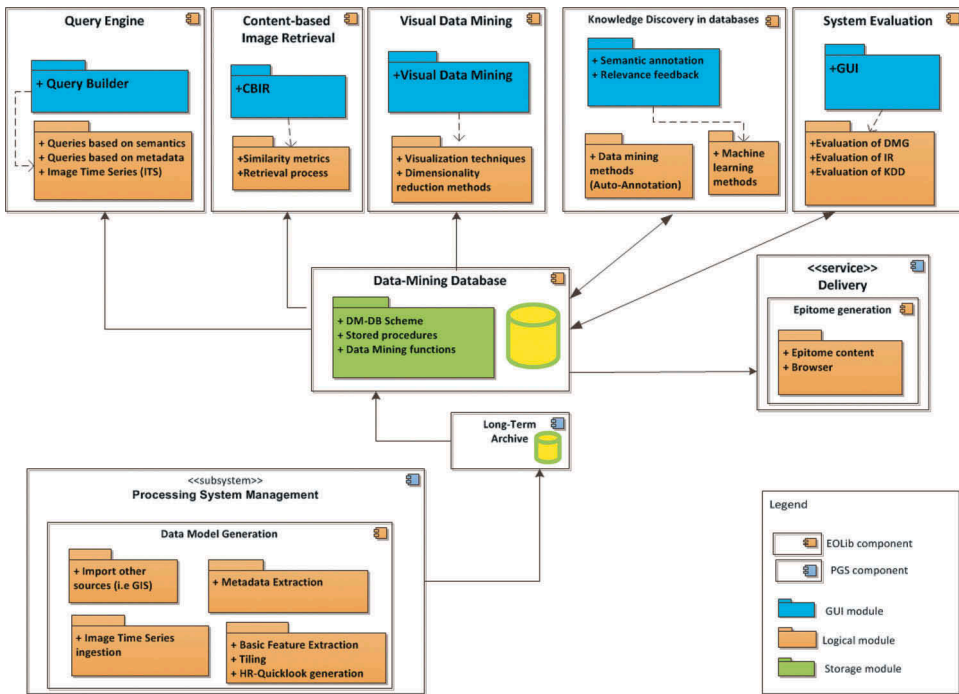 Query Engine
+ Query Builder
+ Queries based on semantics
+ Queries based on metadata
+ Image Time Series (ITS)
Content-based
Image Retrieval
+CBIR
+Similarity metrics
+Retrieval process
Visual Data Mining
+Visual Data Mining
+ Visualization techniques
+ Dimensionality
reduction methods
Knowledge Discovery in databases
+ Semantic annotation
+ Relevance feedback
+ Data mining
methods
(Auto-Annotation)
+ Machine
learning
methods
System Evaluation
+GUI
+Evaluation of DMG
+Evaluation of IR
+Evaluation of KDD
Data-Mining Database
+ DM-DB Scheme
+ Stored procedures
+ Data Mining functions
<<service>>
Delivery
Epitome generation
+ Epitome content
+ Browser
Long-Term
Archive
<<subsystem>>
Processing System Management
Data Model Generation
+ Import other
sources (i.e GIS)
+ Metadata Extraction
+ Image Time Series
ingestion
+ Basic Feature Extraction
+ Tiling
+ HR-Quicklook generation
Legend
EOLib component
PGS component
GUI module
Logical module
Storage module